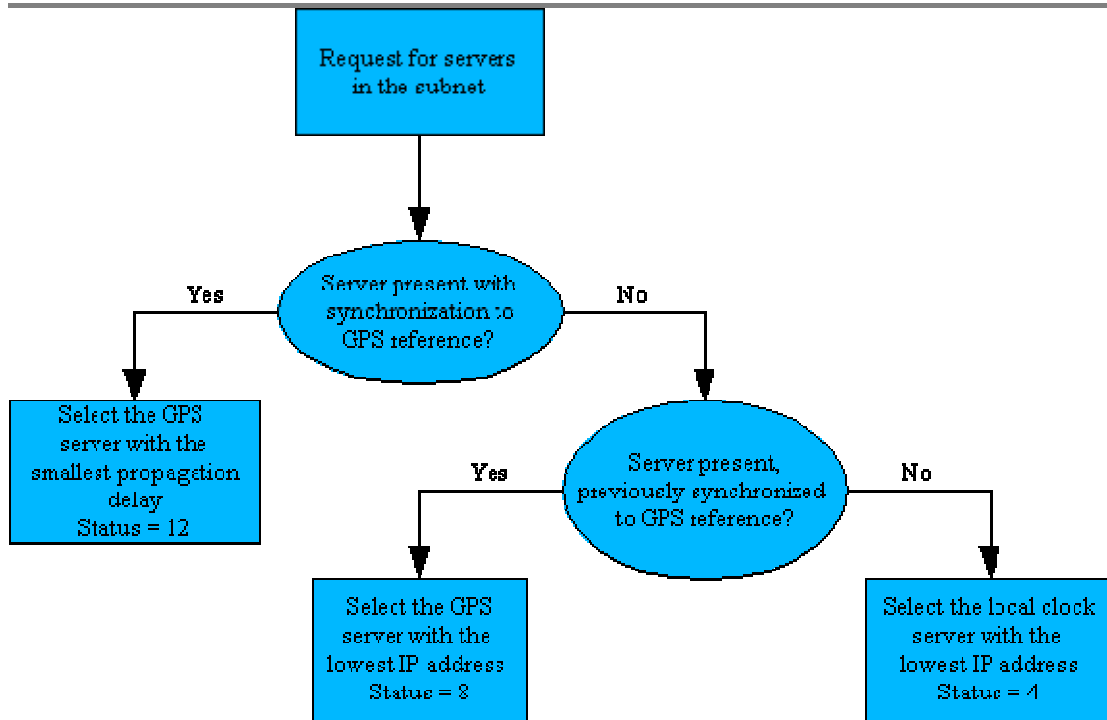 Request for servers
in the subnet
Server present with
synchronization to
GPS reference?
Yes
No
Select the GPS
server with the
smallest propagation
delay
Status = 12
Server present,
previously synchronized
to GPS reference?
Yes
No
Select the GPS
server with the
lowest IP address
Status = 8
Select the local clock
server with the
lowest IP address
Status = 4